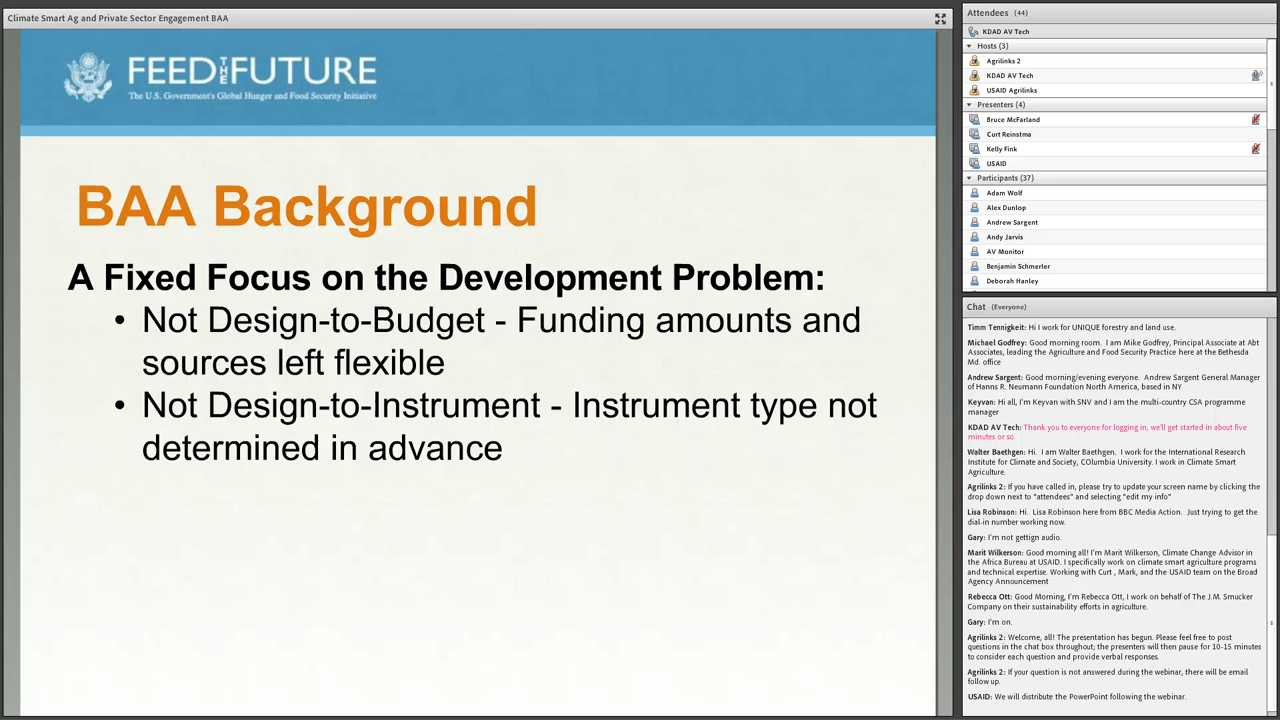 Climate Smart Ag and Private Sector Engagement BAA
FEED THE FUTURE
The U.S. Government's Global Hunger and Food Security Initiative
BAA Background
A Fixed Focus on the Development Problem:
• Not Design-to-Budget - Funding amounts and
sources left flexible
• Not Design-to-Instrument - Instrument type not
determined in advance
Attendees (44)
KDAD AV Tech
Hosts (3)
Agrilinks 2
KDAD AV Tech
USAID Agrilinks
Presenters (4)
Bruce McFarland
Curt Reinstma
Kelly Fink
USAID
Participants (37)
Adam Wolf
Alex Dunlop
Andrew Sargent
Andy Jarvis
AV Monitor
Benjamin Schmerler
Deborah Hanley
Chat (Everyone)
Timm Tennigkeit: Hi I work for UNIQUE forestry and land use.
Michael Godfrey: Good morning room. I am Mike Godfrey, Principal Associate at Abt
Associates, leading the Agriculture and Food Security Practice here at the Bethesda
Md. office
Andrew Sargent: Good morning/evening everyone. Andrew Sargent General Manager
of Hanns R. Neumann Foundation North America, based in NY
Keyvan: Hi all, I'm Keyvan with SNV and I am the multi-country CSA programme
manager
KDAD AV Tech: Thank you to everyone for logging in, we'll get started in about five
minutes or so.
Walter Baethgen: Hi. I am Walter Baethgen. I work for the International Research
Institute for Climate and Society, COlumbia University. I work in Climate Smart
Agriculture.
Agrilinks 2: If you have called in, please try to update your screen name by clicking the
drop down next to "attendees" and selecting "edit my info"
Lisa Robinson: Hi. Lisa Robinson here from BBC Media Action. Just trying to get the
dial-in number working now.
Gary: I'm not gettign audio.
Marit Wilkerson: Good morning all! I'm Marit Wilkerson, Climate Change Advisor in
the Africa Bureau at USAID. I specifically work on climate smart agriculture programs
and technical expertise. Working with Curt , Mark, and the USAID team on the Broad
Agency Announcement
Rebecca Ott: Good Morning, I'm Rebecca Ott, I work on behalf of The J.M. Smucker
Company on their sustainability efforts in agriculture.
Gary: I'm on.
Agrilinks 2: Welcome, all! The presentation has begun. Please feel free to post
questions in the chat box throughout; the presenters will then pause for 10-15 minutes
to consider each question and provide verbal responses.
Agrilinks 2: If your question is not answered during the webinar, there will be email
follow up.
USAID: We will distribute the PowerPoint following the webinar.